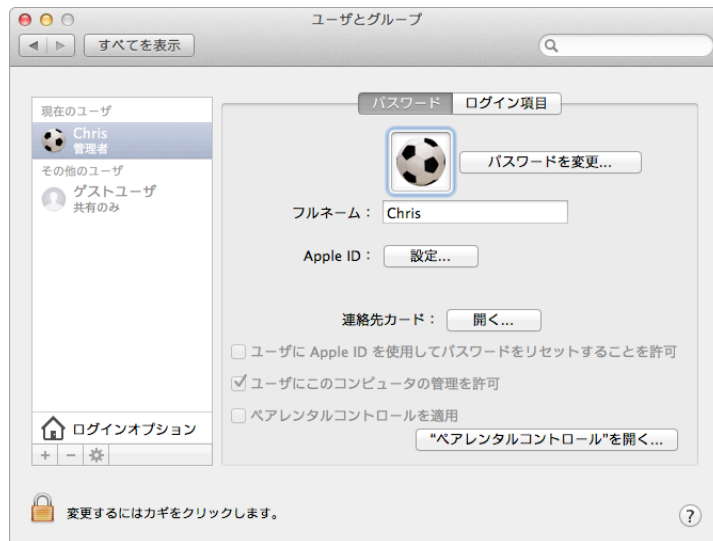 ユーザとグループ
すべてを表示
現在のユーザ
Chris
管理者
その他のユーザ
ゲストユーザ
共有のみ
ログインオプション
パスワード ログイン項目
パスワードを変更...
フルネーム： Chris
Apple ID： 設定...
連絡先カード： 開く...
ユーザに Apple ID を使用してパスワードをリセットすることを許可
ユーザにこのコンピュータの管理を許可
ペアレンタルコントロールを適用
“ペアレンタルコントロール”を開く...
変更するにはカギをクリックします。
?